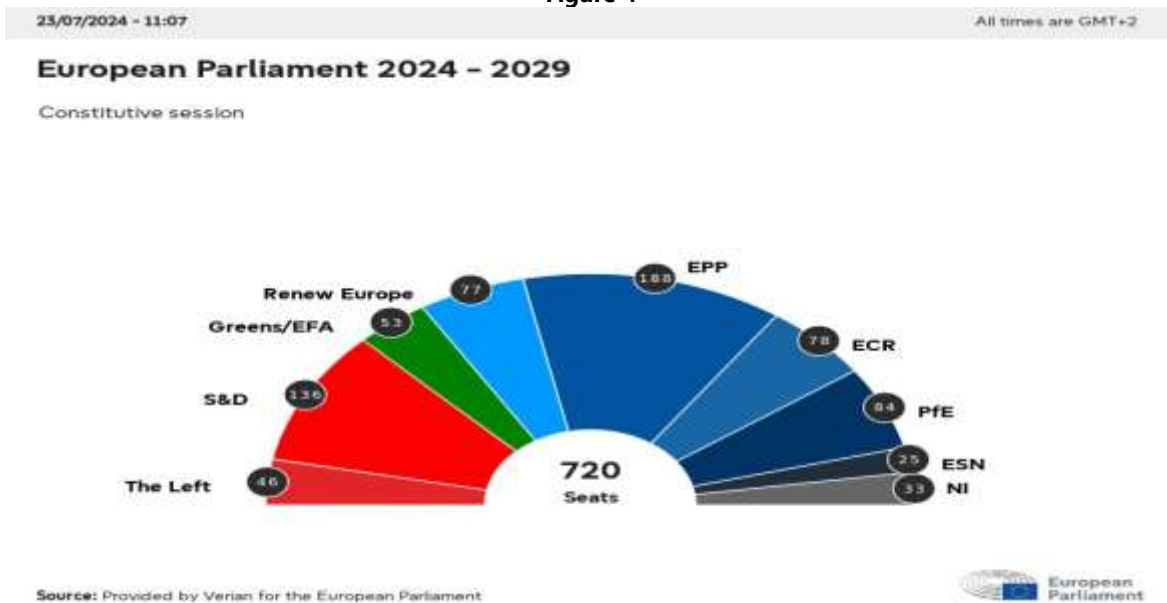 23/07/2024 - 11:07
All times are GMT+2
European Parliament 2024 – 2029
Constitutive session
EPP
188
Renew Europe
77
Greens/EFA
53
78
ECR
S&D
136
84
PfE
25
ESN
The Left
46
720
Seats
33
NI
Source: Provided by Verian for the European Parliament
European
Parliament